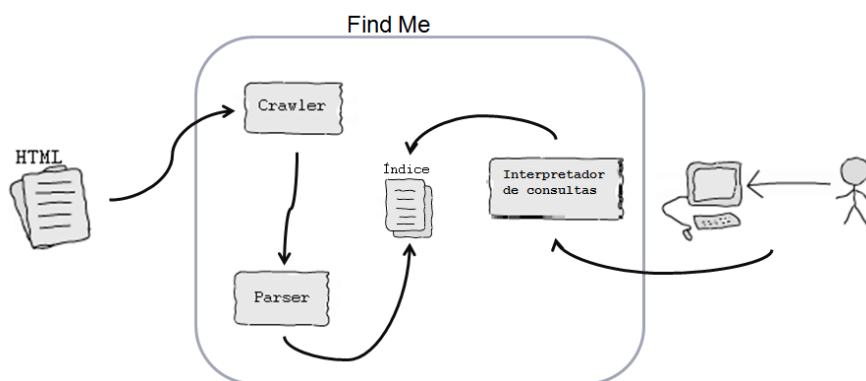 Find Me
Crawler
HTML
Índice
Interpretador
de consultas
Parser